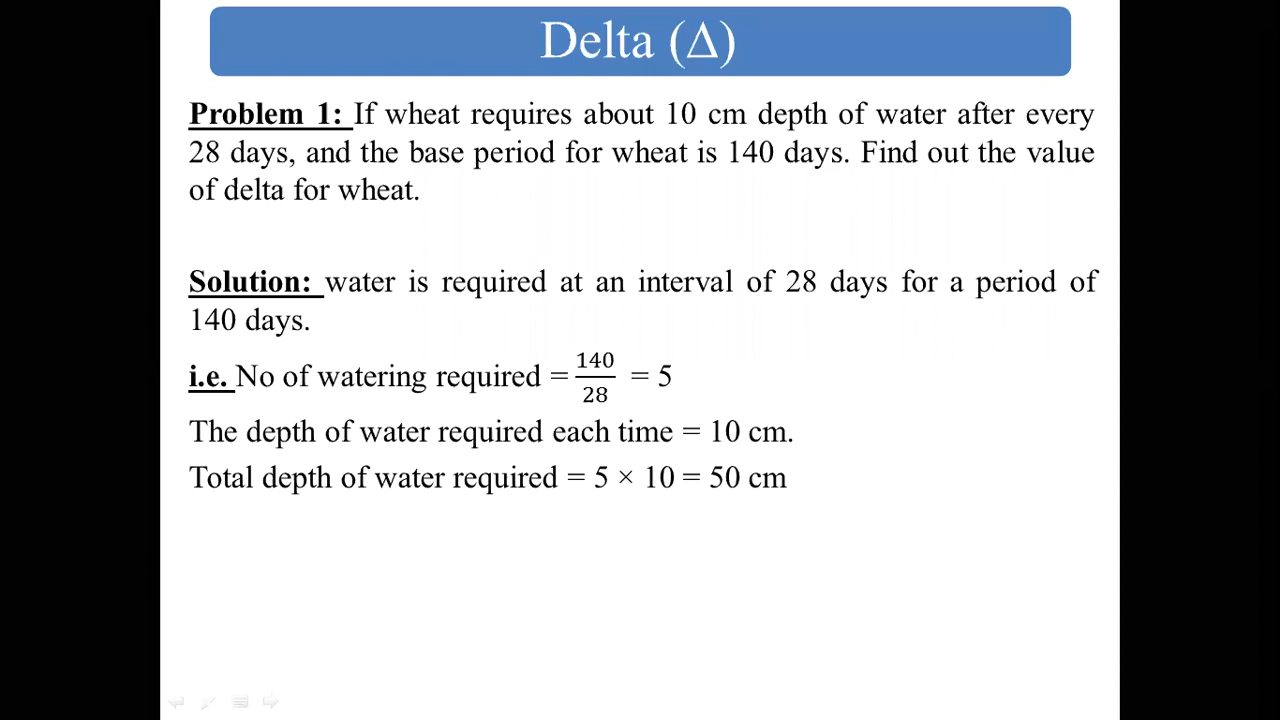 Delta (Δ)
Problem 1: If wheat requires about 10 cm depth of water after every
28 days, and the base period for wheat is 140 days. Find out the value
of delta for wheat.
Solution: water is required at an interval of 28 days for a period of
140 days.
i.e. No of watering required = 140/28 = 5
The depth of water required each time = 10 cm.
Total depth of water required = 5 × 10 = 50 cm